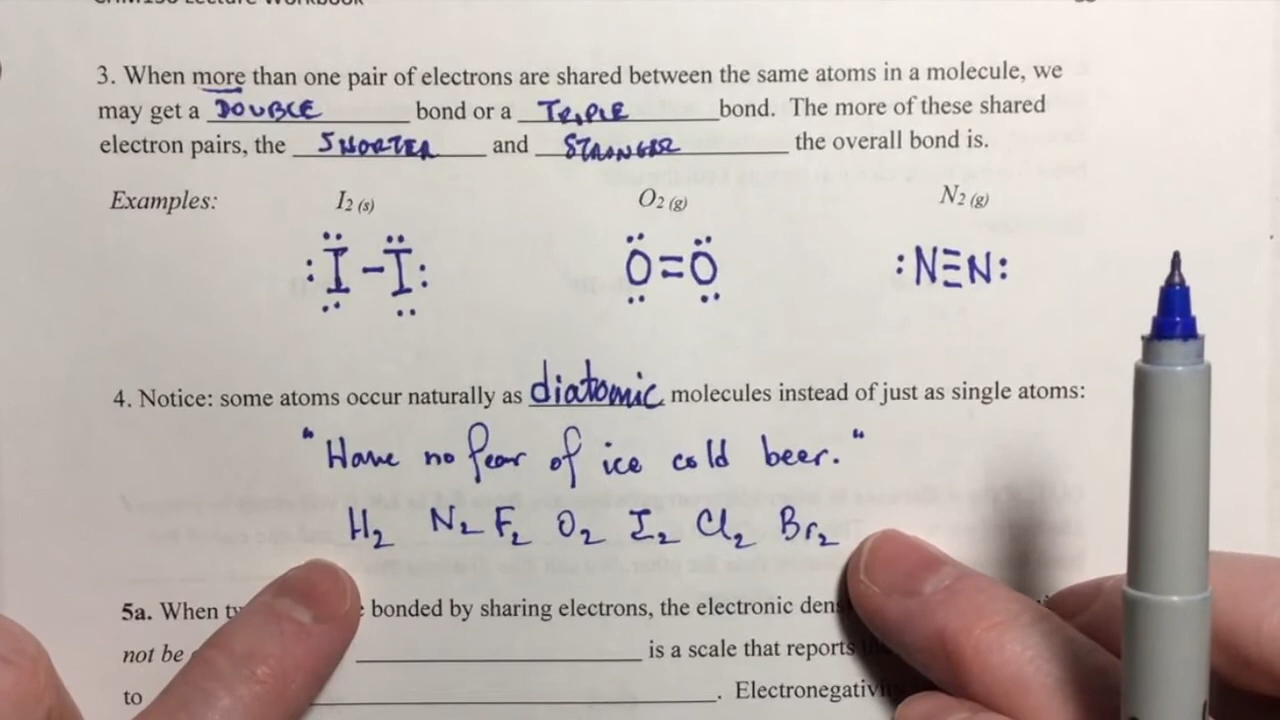 CHM130 Lecture Workbook
3. When more than one pair of electrons are shared between the same atoms in a molecule, we
may get a DOUBLE bond or a TRIPLE bond. The more of these shared
electron pairs, the SHORTER and STRONGER the overall bond is.
Examples: I2 (s) O2 (g) N2 (g)
:I-I: O=O :N≡N:
4. Notice: some atoms occur naturally as diatomic molecules instead of just as single atoms:
"Have no fear of ice cold beer."
H2 N2 F2 O2 I2 Cl2 Br2
5a. When bonded by sharing electrons, the electronic
not be is a scale that reports
to . Electronegativi